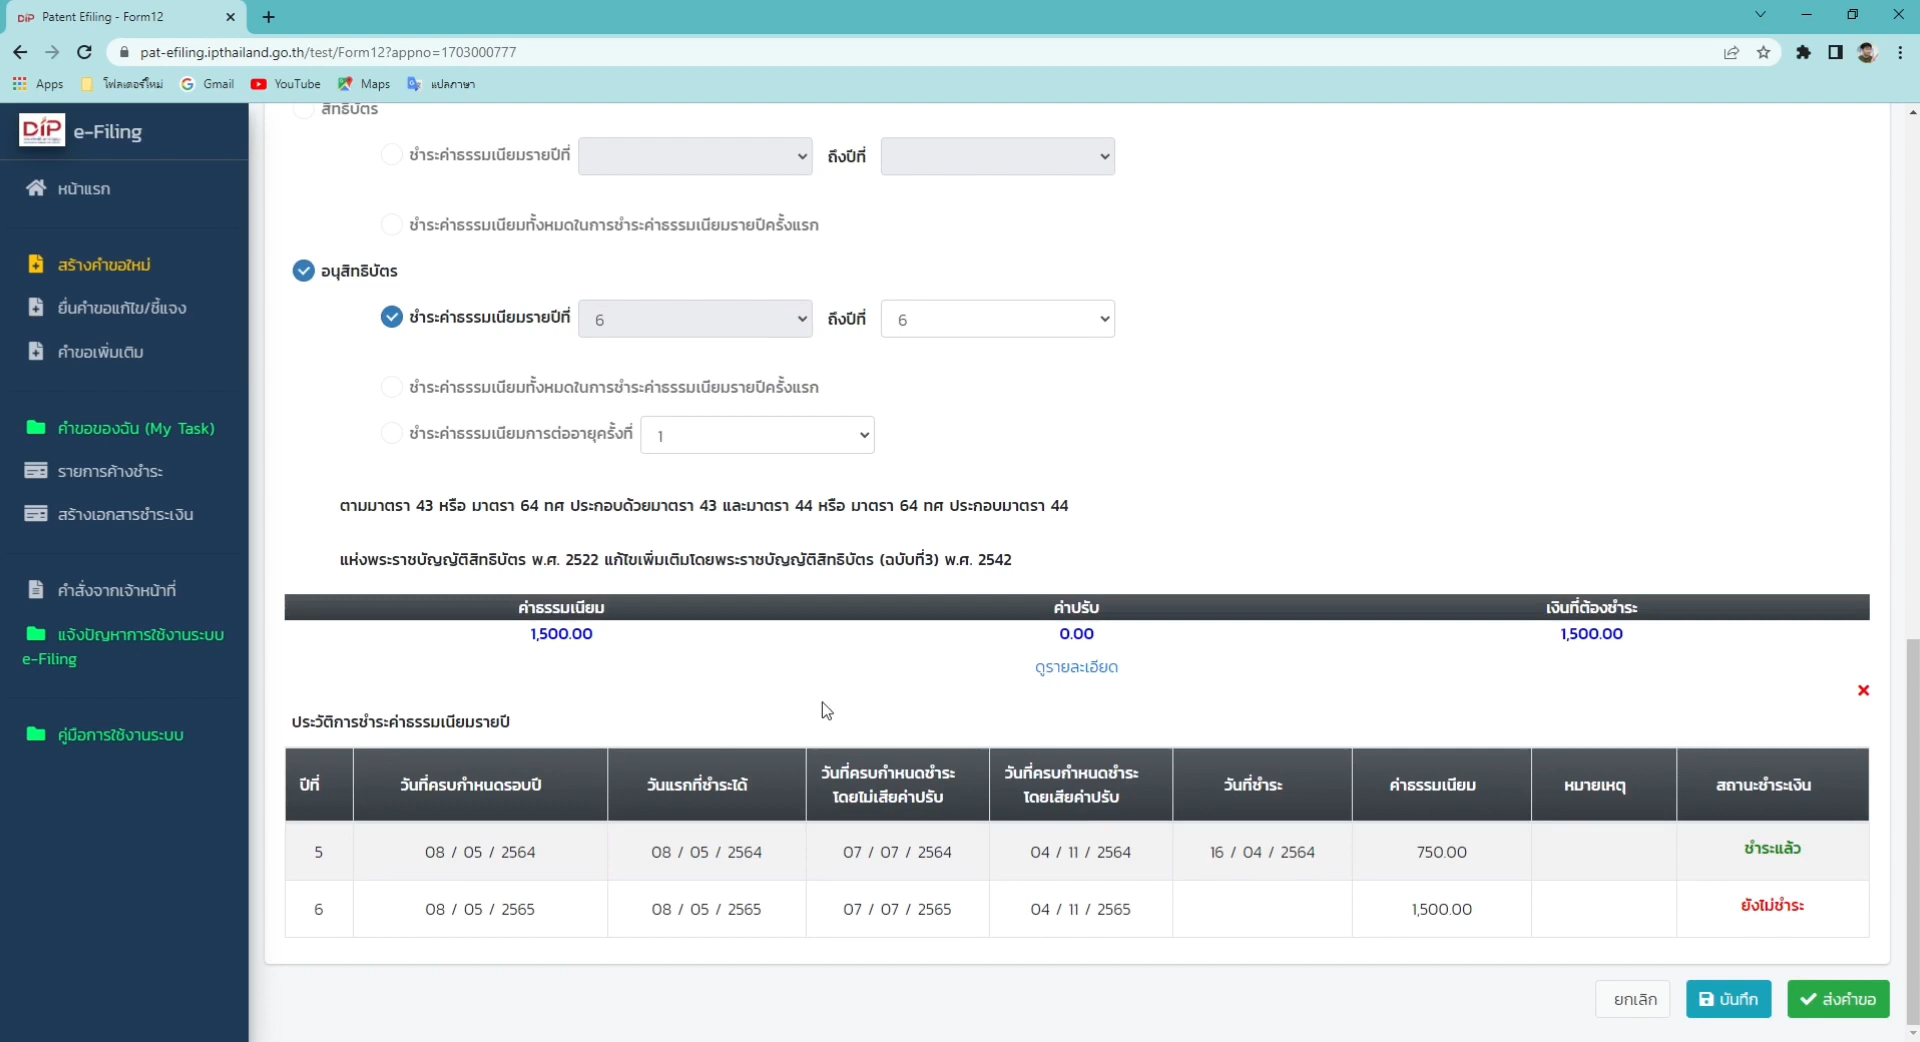 DIP Patent Efiling - Form12
pat-efiling.ipthailand.go.th/test/Form12?appno=1703000777
Apps โฟลเดอร์ใหม่ Gmail YouTube Maps แปลภาษา
DIP e-Filing
หน้าแรก
สร้างคำขอใหม่
ยื่นคำขอแก้ไข/ชี้แจง
คำขอเพิ่มเติม
คำขอของฉัน (My Task)
รายการค้างชำระ
สร้างเอกสารชำระเงิน
คำสั่งจากเจ้าหน้าที่
แจ้งปัญหาการใช้งานระบบ
e-Filing
คู่มือการใช้งานระบบ
สิทธิบัตร
ชำระค่าธรรมเนียมรายปีที่ ถึงปีที่
ชำระค่าธรรมเนียมทั้งหมดในการชำระค่าธรรมเนียมรายปีครั้งแรก
อนุสิทธิบัตร
ชำระค่าธรรมเนียมรายปีที่ 6 ถึงปีที่ 6
ชำระค่าธรรมเนียมทั้งหมดในการชำระค่าธรรมเนียมรายปีครั้งแรก
ชำระค่าธรรมเนียมการต่ออายุครั้งที่ 1
ตามมาตรา 43 หรือ มาตรา 64 ทศ ประกอบด้วยมาตรา 43 และมาตรา 44 หรือ มาตรา 64 ทศ ประกอบมาตรา 44
แห่งพระราชบัญญัติสิทธิบัตร พ.ศ. 2522 แก้ไขเพิ่มเติมโดยพระราชบัญญัติสิทธิบัตร (ฉบับที่3) พ.ศ. 2542
ค่าธรรมเนียม ค่าปรับ เงินที่ต้องชำระ
1,500.00 0.00 1,500.00
ดูรายละเอียด
ประวัติการชำระค่าธรรมเนียมรายปี
ปีที่ วันที่ครบกำหนดรอบปี วันแรกที่ชำระได้ วันที่ครบกำหนดชำระ โดยไม่เสียค่าปรับ วันที่ครบกำหนดชำระ โดยเสียค่าปรับ วันที่ชำระ ค่าธรรมเนียม หมายเหตุ สถานะชำระเงิน
5 08 / 05 / 2564 08 / 05 / 2564 07 / 07 / 2564 04 / 11 / 2564 16 / 04 / 2564 750.00 ชำระแล้ว
6 08 / 05 / 2565 08 / 05 / 2565 07 / 07 / 2565 04 / 11 / 2565 1,500.00 ยังไม่ชำระ
ยกเลิก บันทึก ส่งคำขอ